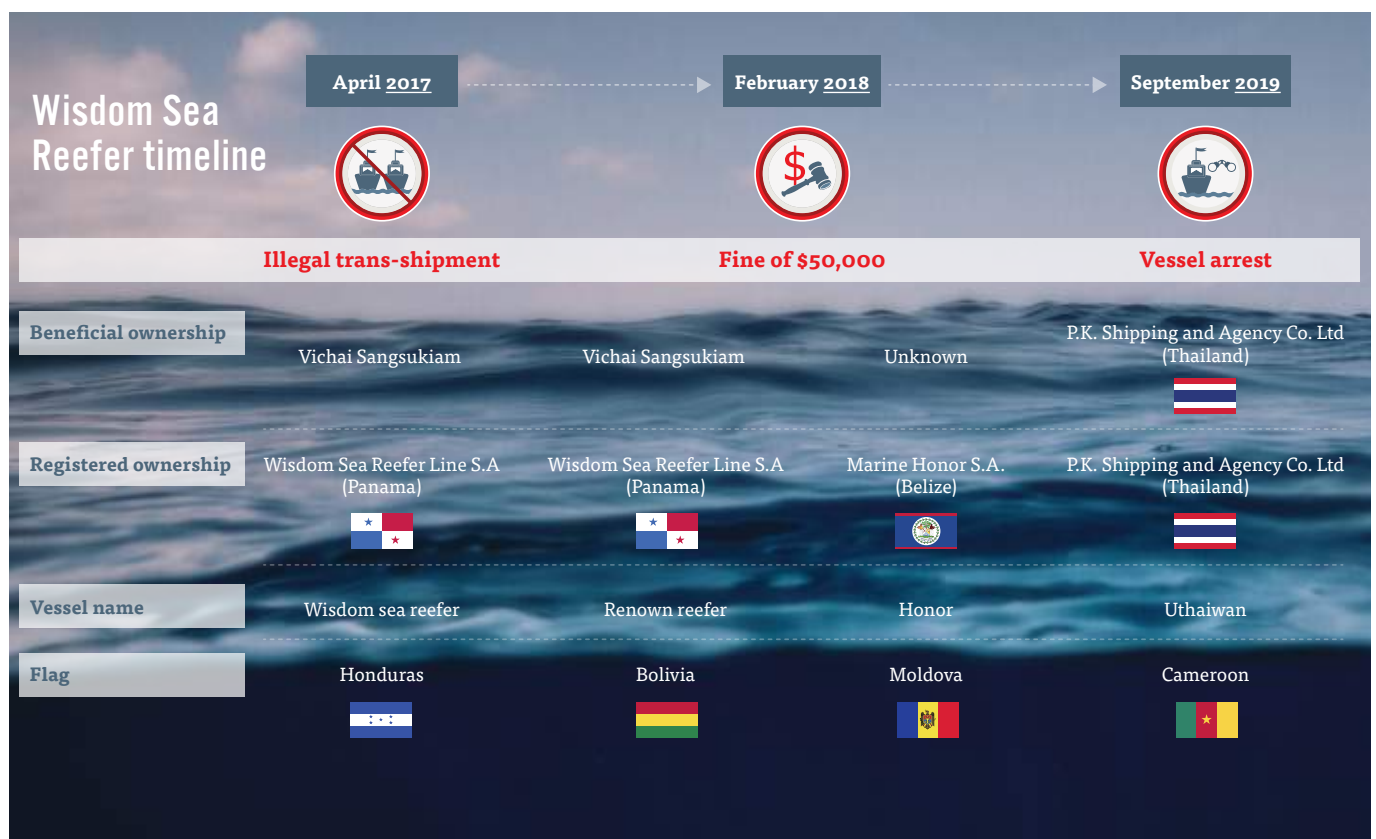 Wisdom Sea
Reefer timeline
April 2017
February 2018
September 2019
$
Illegal trans-shipment
Fine of $50,000
Vessel arrest
Beneficial ownership
Vichai Sangsukiam
Vichai Sangsukiam
Unknown
P.K. Shipping and Agency Co. Ltd
(Thailand)
Registered ownership
Wisdom Sea Reefer Line S.A
(Panama)
Wisdom Sea Reefer Line S.A
(Panama)
Marine Honor S.A.
(Belize)
P.K. Shipping and Agency Co. Ltd
(Thailand)
Vessel name
Wisdom sea reefer
Renown reefer
Honor
Uthaiwan
Flag
Honduras
Bolivia
Moldova
Cameroon